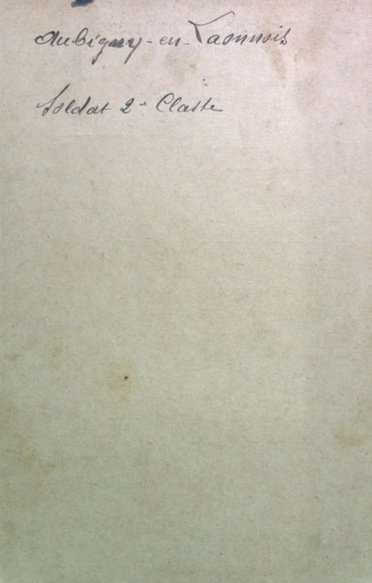 Aubigny-en-Laonnois
Soldat 2e Classe